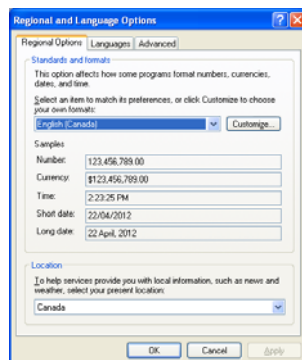 Regional and Language Options
Regional Options
Languages
Advanced
Standards and formats
This option affects how some programs format numbers, currencies,
dates, and time.
Select an item to match its preferences, or click Customize to choose
your own formats:
English (Canada)
Customize...
Samples
Number:
123,456,789.00
Currency:
$123,456,789.00
Time:
2:23:25 PM
Short date:
22/04/2012
Long date:
22 April, 2012
Location
To help services provide you with local information, such as news and
weather, select your present location:
Canada
OK
Cancel
Apply